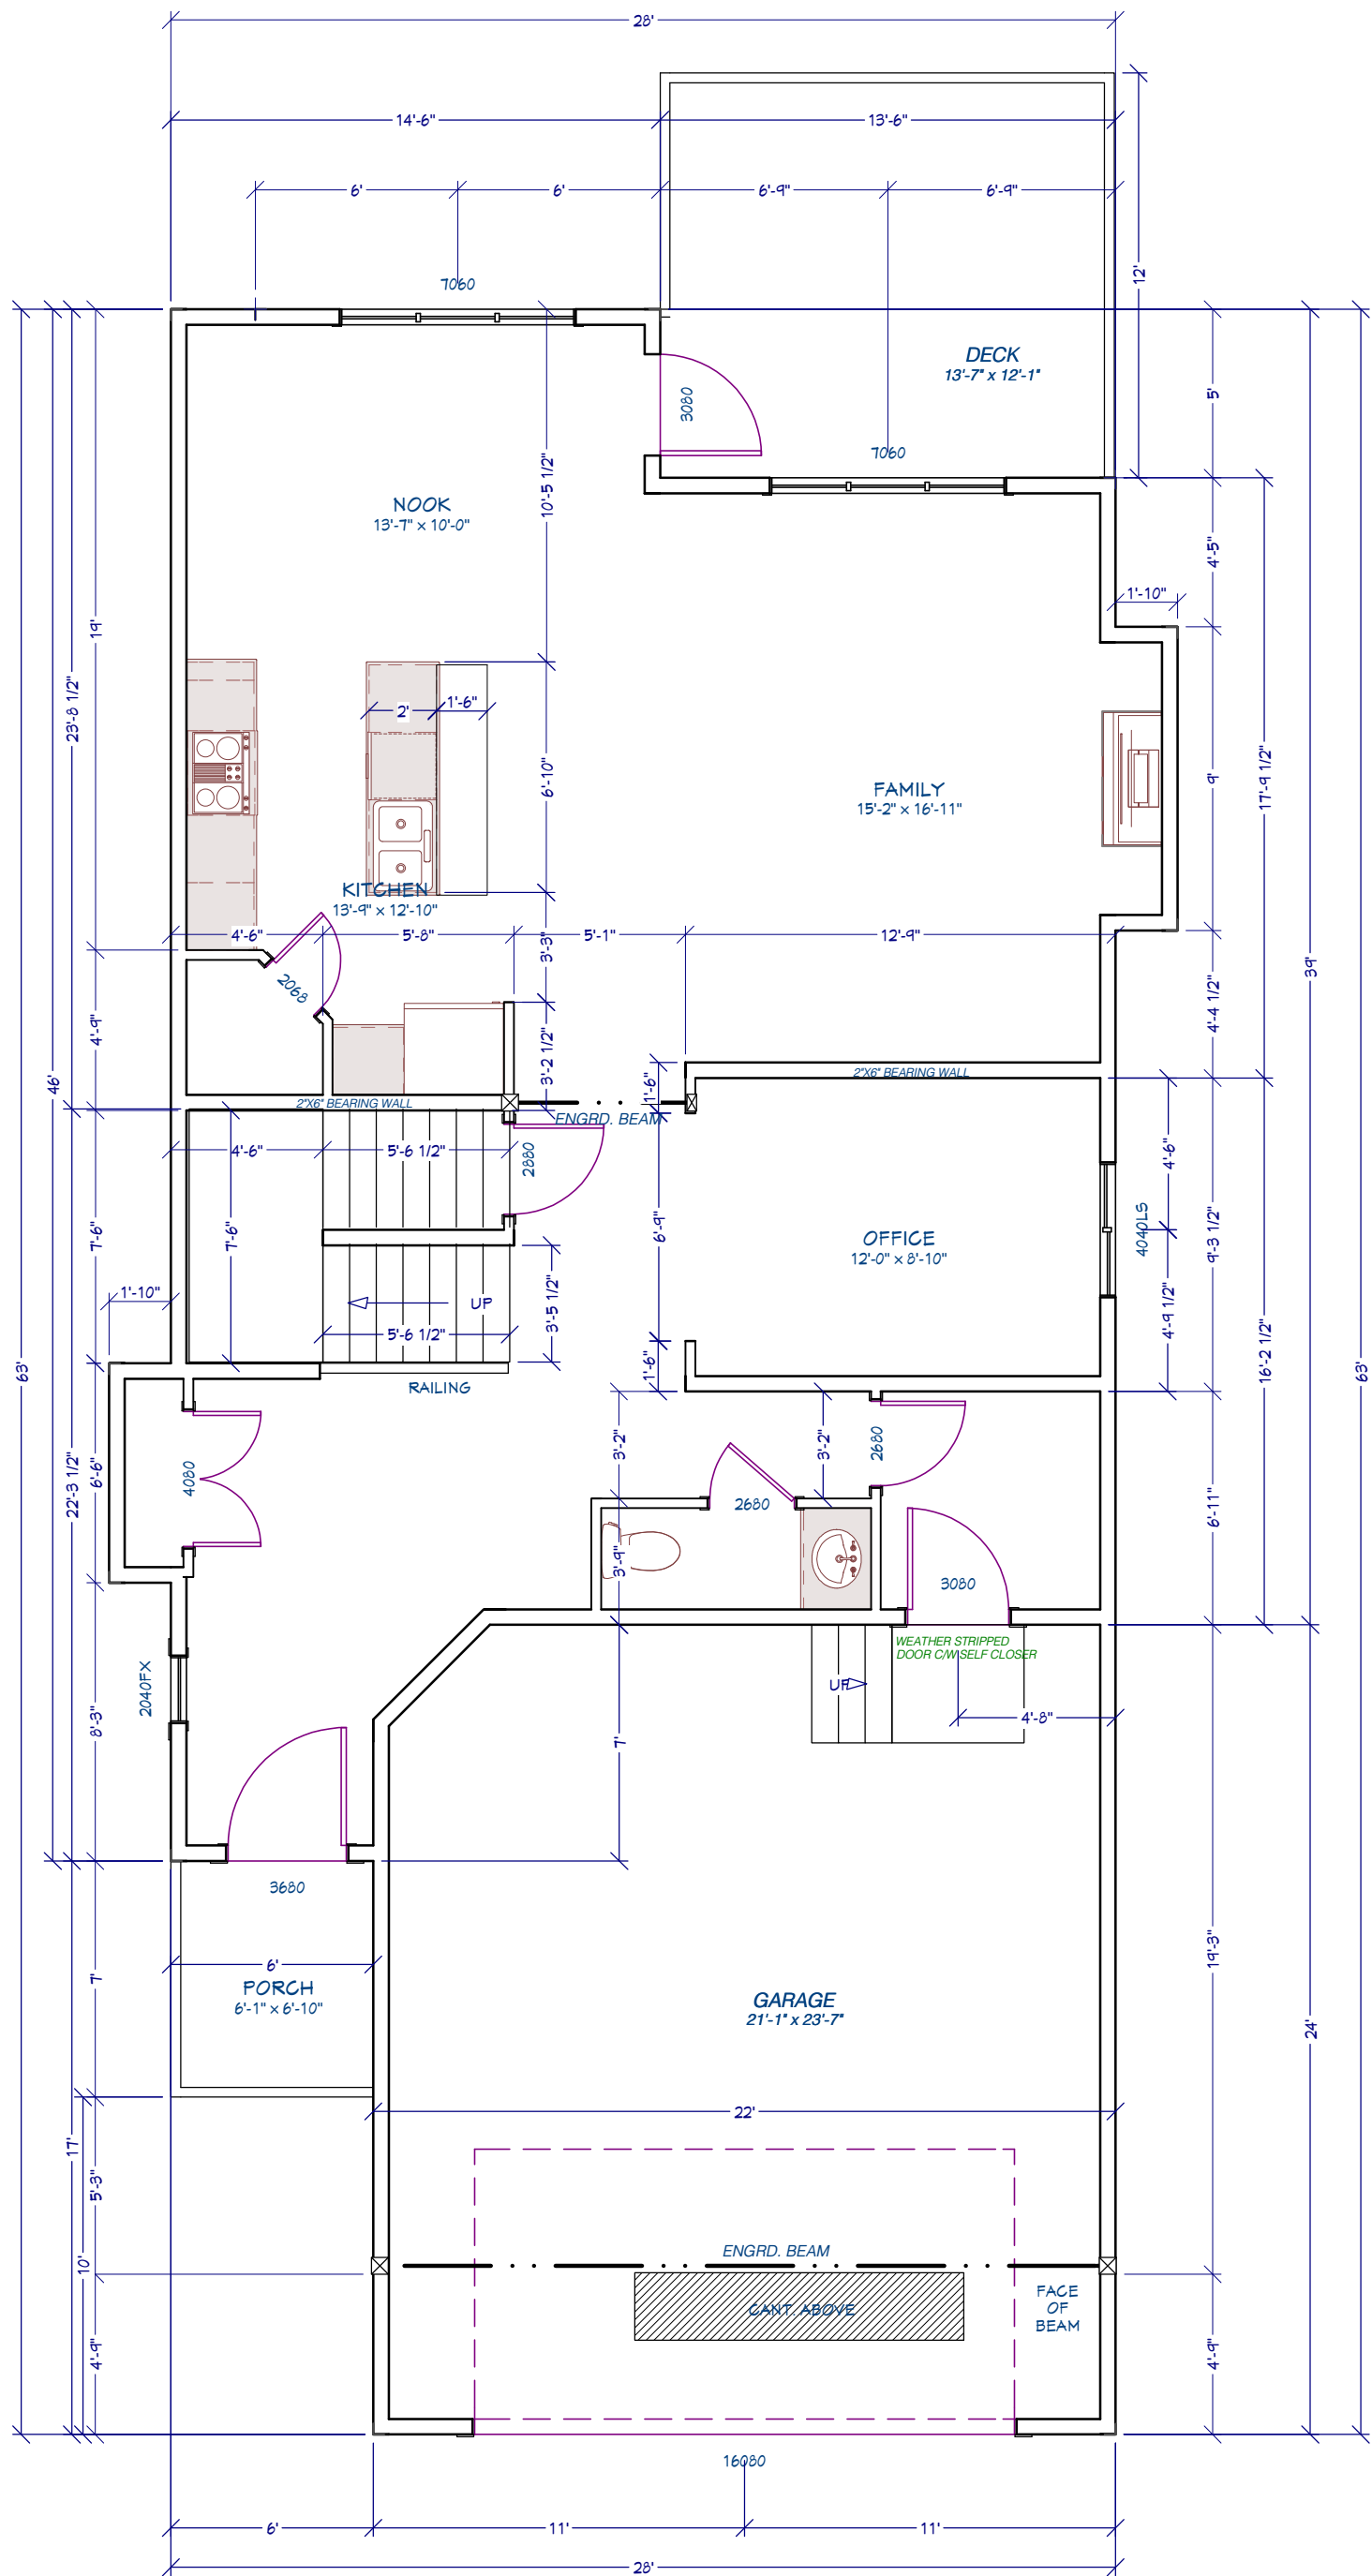 28'
14'-6"
13'-6"
6'
6'
6'-9"
6'-9"
12'
7060
DECK
13'-7" x 12'-1"
3080
7060
5'
NOOK
13'-7" x 10'-0"
10'-5 1/2"
4'-5"
1'-10"
19'
23'-8 1/2"
2'
1'-6"
6'-10"
FAMILY
15'-2" x 16'-11"
9'
17'-9 1/2"
KITCHEN
13'-9" x 12'-10"
4'-6"
5'-8"
3'-3"
5'-1"
12'-9"
39'
2068
4'-9"
46'
3'-2 1/2"
1'-6"
4'-4 1/2"
2"X6" BEARING WALL
2"X6" BEARING WALL
ENGRD. BEAM
4'-6"
5'-6 1/2"
2880
4'-6"
7'-6"
7'-6"
6'-9"
OFFICE
12'-0" x 8'-10"
4040LS
9'-3 1/2"
1'-10"
UP
5'-6 1/2"
3'-5 1/2"
4'-9 1/2"
63'
1'-6"
16'-2 1/2"
63'
RAILING
3'-2"
3'-2"
2680
4080
6'-6"
22'-3 1/2"
2680
6'-11"
3'-9"
3080
WEATHER STRIPPED
DOOR C/W SELF CLOSER
2040FX
UP
4'-8"
8'-3"
7'
3680
6'
PORCH
6'-1" x 6'-10"
7'
GARAGE
21'-1" x 23'-7"
19'-3"
24'
22'
17'
5'-3"
10'
ENGRD. BEAM
CANT. ABOVE
FACE
OF
BEAM
4'-9"
4'-9"
16080
6'
11'
11'
28'